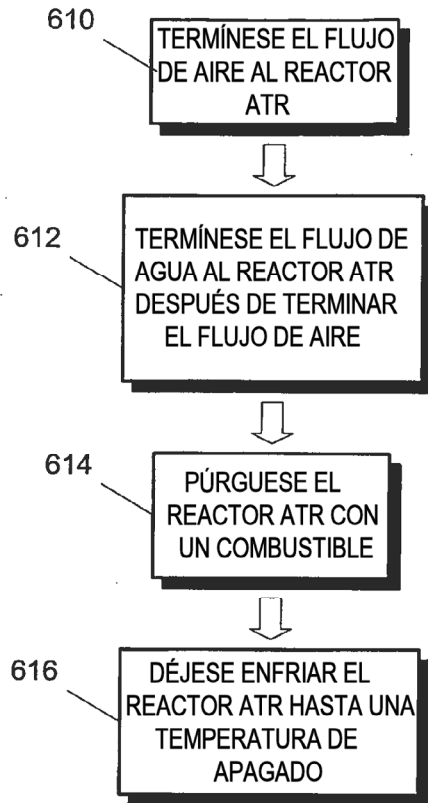 610
TERMÍNESE EL FLUJO
DE AIRE AL REACTOR
ATR
612
TERMÍNESE EL FLUJO DE
AGUA AL REACTOR ATR
DESPUÉS DE TERMINAR
EL FLUJO DE AIRE
614
PÚRGUESE EL
REACTOR ATR CON
UN COMBUSTIBLE
616
DÉJESE ENFRIAR EL
REACTOR ATR HASTA UNA
TEMPERATURA DE
APAGADO